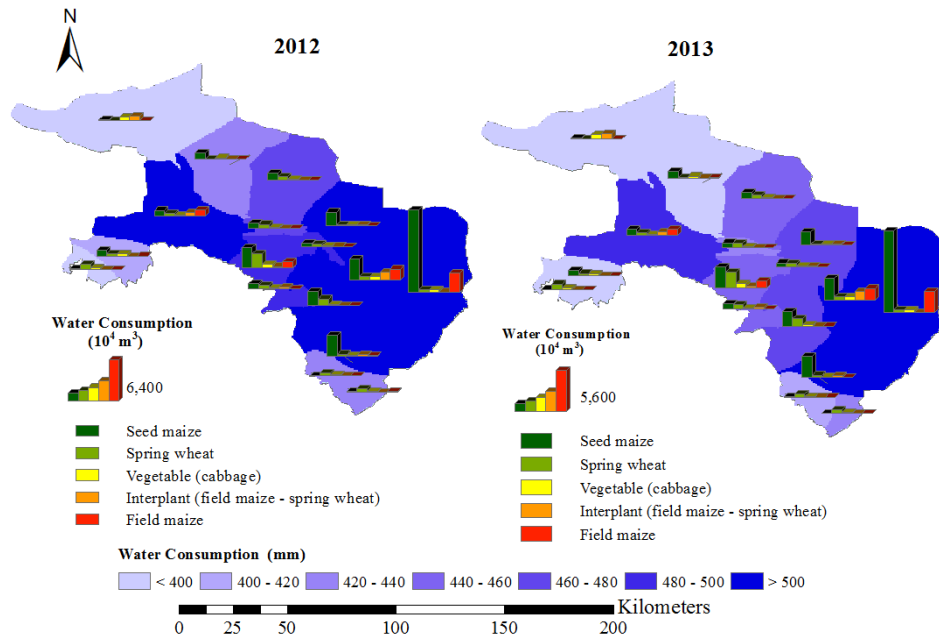 N
2012
2013
Water Consumption
(10⁴ m³)
6,400
Seed maize
Spring wheat
Vegetable (cabbage)
Interplant (field maize - spring wheat)
Field maize
Water Consumption
(10⁴ m³)
5,600
Seed maize
Spring wheat
Vegetable (cabbage)
Interplant (field maize - spring wheat)
Field maize
Water Consumption (mm)
< 400 400 - 420 420 - 440 440 - 460 460 - 480 480 - 500 > 500
Kilometers
0 25 50 100 150 200